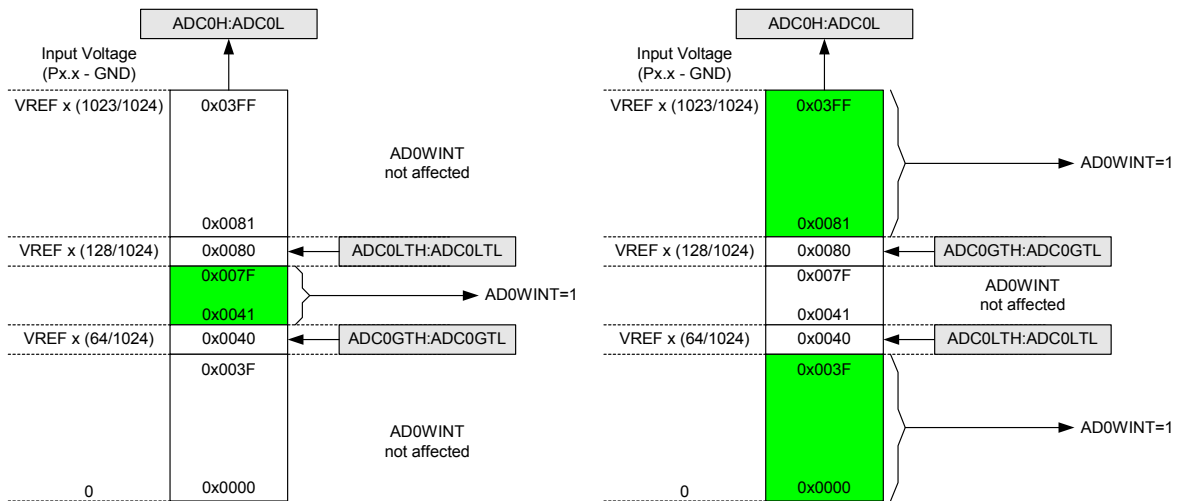 ADC0H:ADC0L
Input Voltage
(Px.x - GND)
VREF x (1023/1024)
0x03FF
AD0WINT
not affected
0x0081
VREF x (128/1024)
0x0080
ADC0LTH:ADC0LTL
0x007F
AD0WINT=1
0x0041
VREF x (64/1024)
0x0040
ADC0GTH:ADC0GTL
0x003F
AD0WINT
not affected
0
0x0000
ADC0H:ADC0L
Input Voltage
(Px.x - GND)
VREF x (1023/1024)
0x03FF
AD0WINT=1
0x0081
VREF x (128/1024)
0x0080
ADC0GTH:ADC0GTL
0x007F
AD0WINT
not affected
0x0041
VREF x (64/1024)
0x0040
ADC0LTH:ADC0LTL
0x003F
AD0WINT=1
0
0x0000